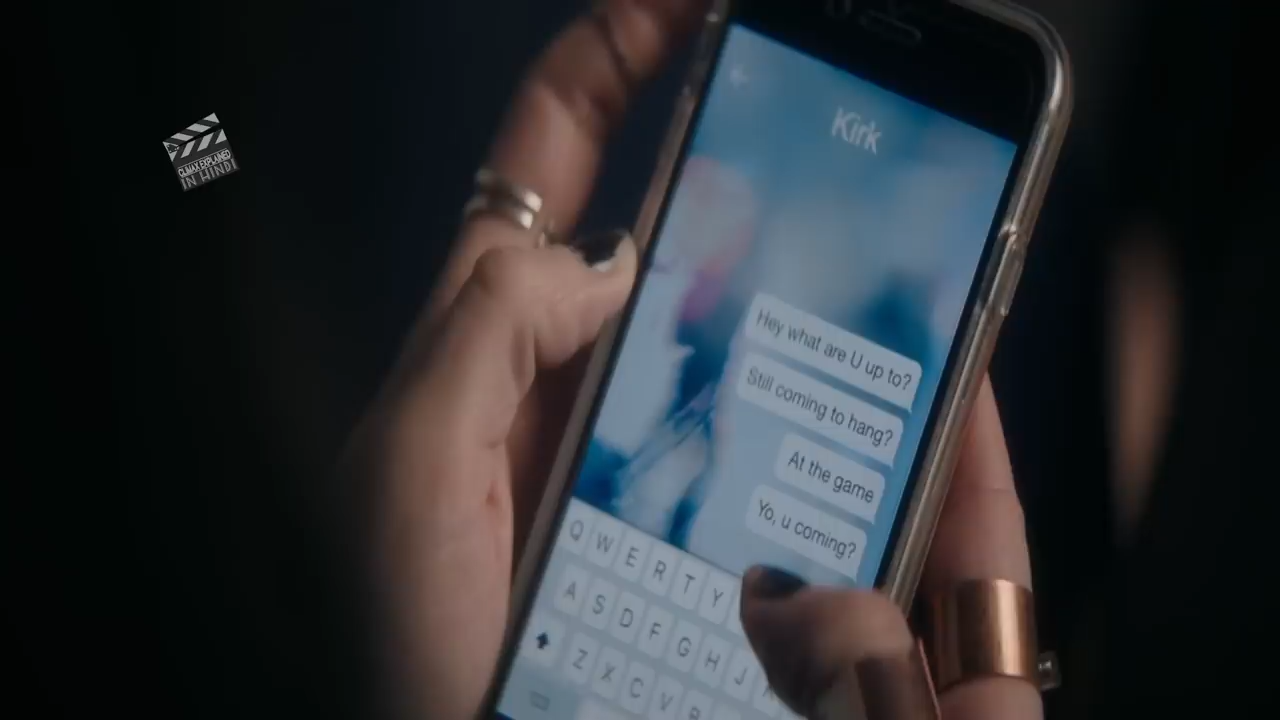 CLIMAX EXPLAINED
IN HINDI
Kirk
Hey what are U up to?
Still coming to hang?
At the game
Yo, u coming?
Q W E R T Y
A S D F G H J
Z X C V B